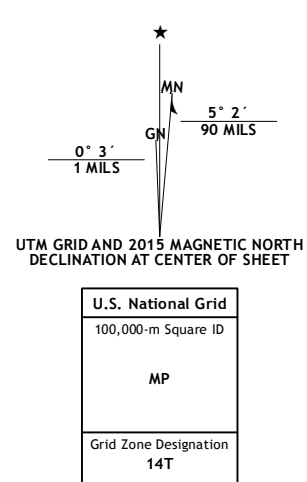 ★
MN
GN
5° 2´
90 MILS
0° 3´
1 MILS
UTM GRID AND 2015 MAGNETIC NORTH
DECLINATION AT CENTER OF SHEET
U.S. National Grid
100,000-m Square ID
MP
Grid Zone Designation
14T